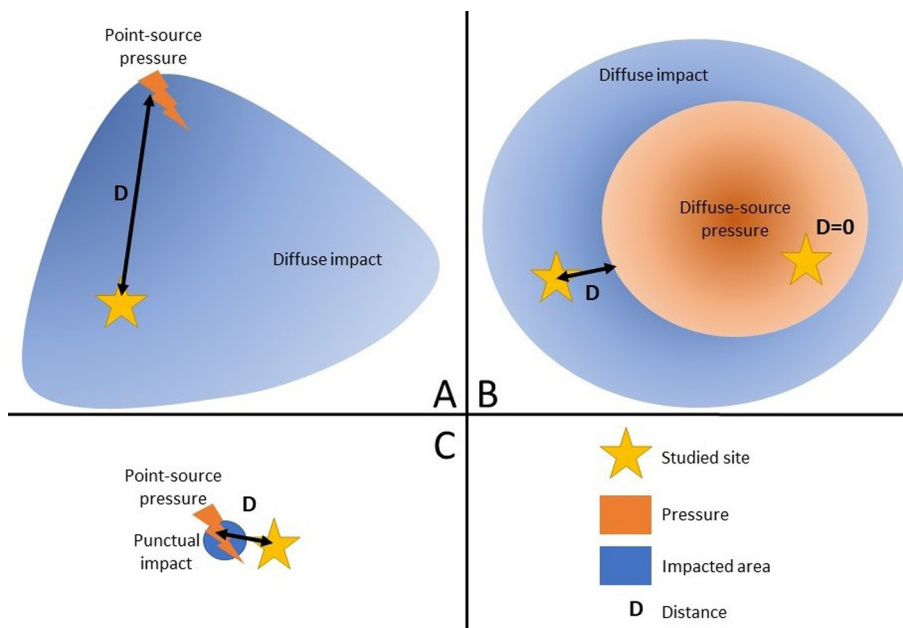 Point-source
pressure
D
Diffuse impact
A
Diffuse impact
Diffuse-source
pressure
D=0
D
B
C
Point-source
pressure
D
Punctual
impact
Studied site
Pressure
Impacted area
D Distance